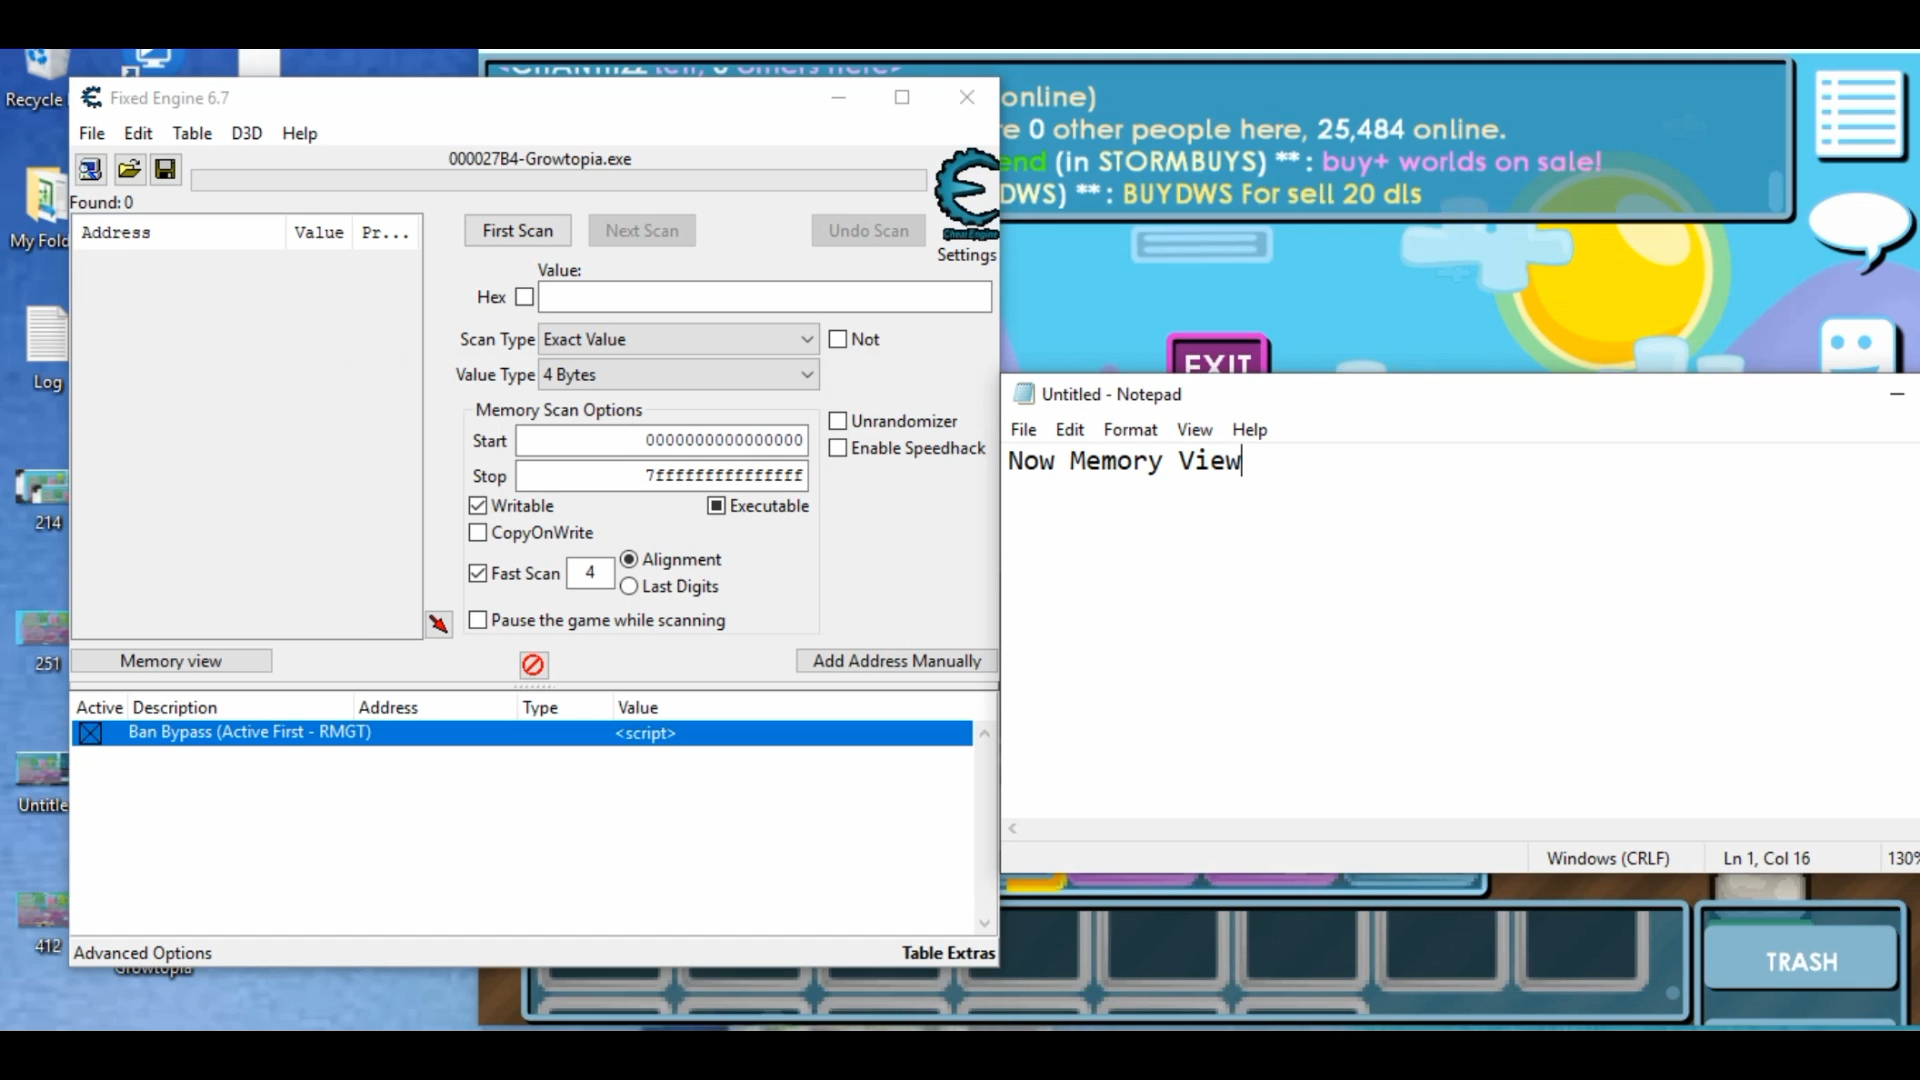 Recycle
My Fold
Log
214
251
Untitle
412
Growtopia
Fixed Engine 6.7
File Edit Table D3D Help
000027B4-Growtopia.exe
Found: 0
Address Value Pr...
First Scan Next Scan Undo Scan
Cheat Engine
Settings
Value:
Hex
Scan Type Exact Value Not
Value Type 4 Bytes
Memory Scan Options
Start 0000000000000000
Stop 7fffffffffffffff
Unrandomizer
Enable Speedhack
Writable Executable
CopyOnWrite
Fast Scan 4 Alignment
Last Digits
Pause the game while scanning
Memory view Add Address Manually
Active Description Address Type Value
Ban Bypass (Active First - RMGT) <script>
Advanced Options Table Extras
online)
re 0 other people here, 25,484 online.
end (in STORMBUYS) ** : buy+ worlds on sale!
DWS) ** : BUYDWS For sell 20 dls
EXIT
Untitled - Notepad
File Edit Format View Help
Now Memory View
Windows (CRLF) Ln 1, Col 16 130%
TRASH